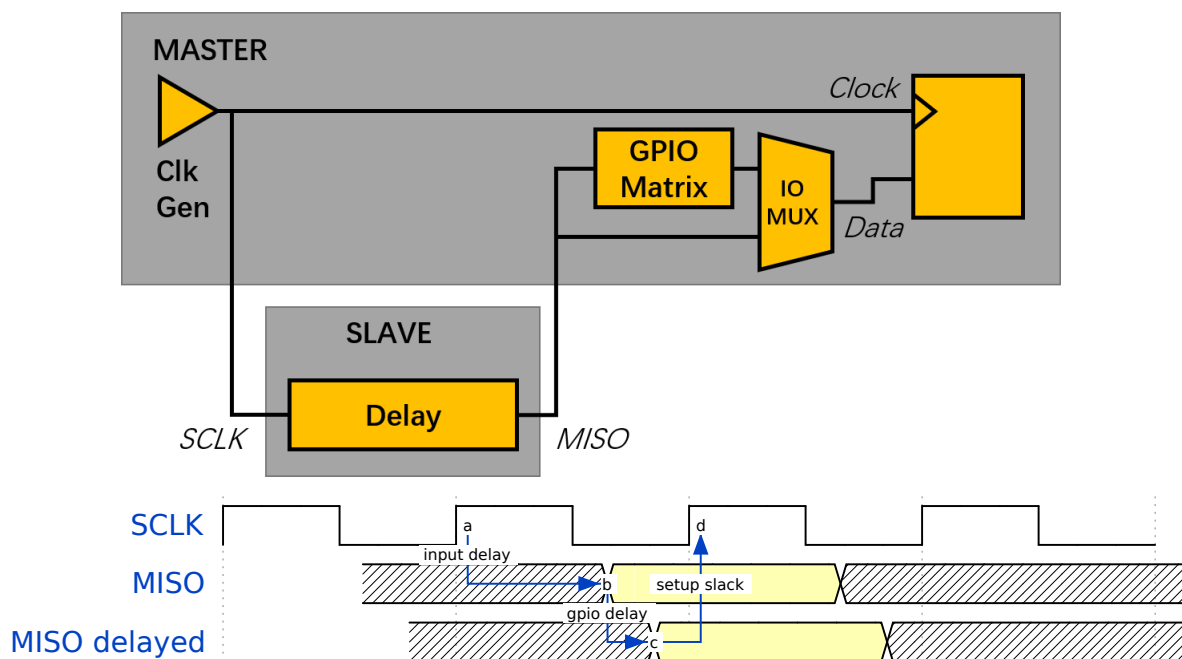 MASTER
Clock
Clk
Gen
GPIO
Matrix
IO
MUX
Data
SLAVE
Delay
SCLK
MISO
SCLK
a
d
input delay
MISO
b
setup slack
gpio delay
MISO delayed
c